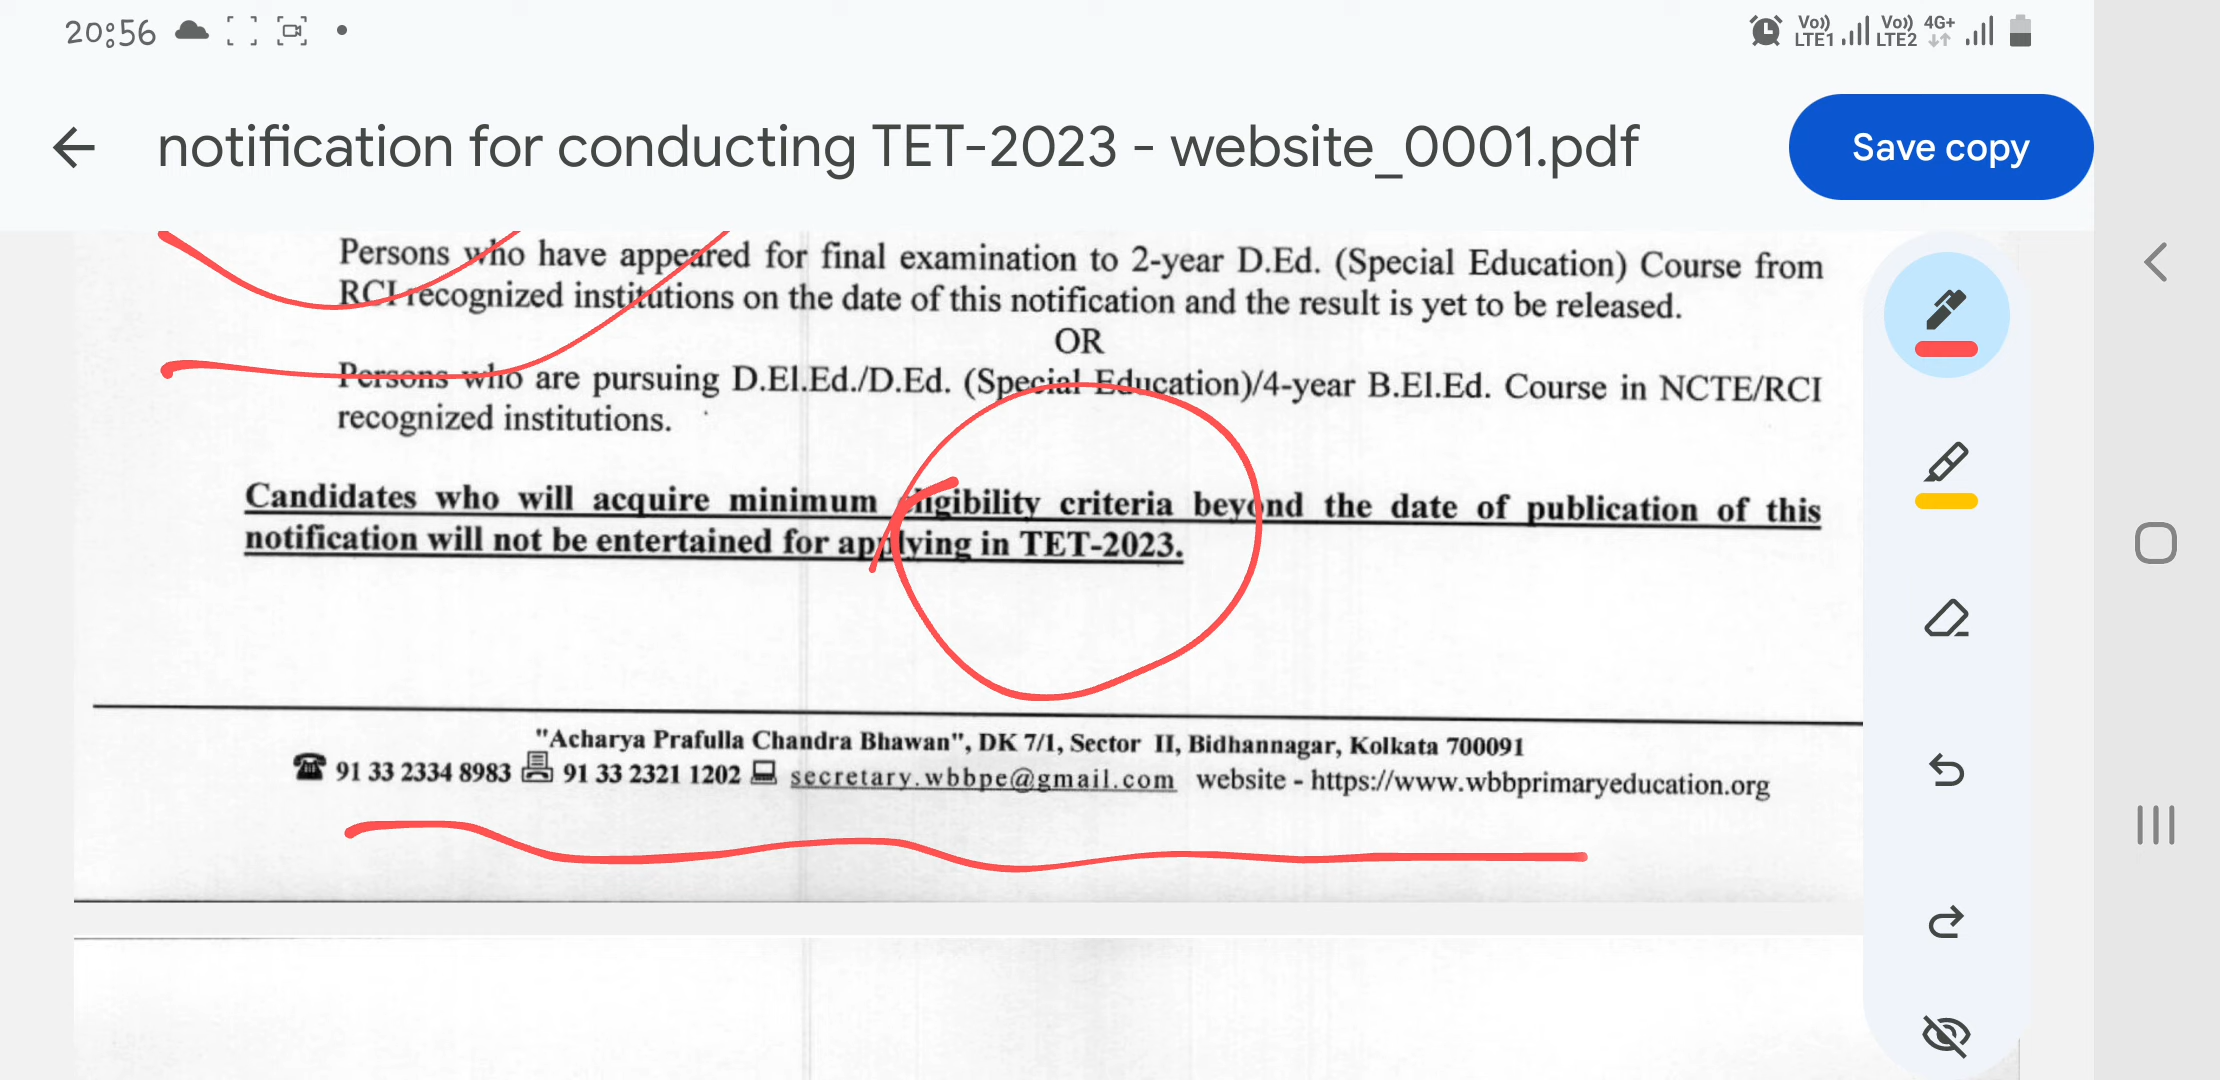 20:56
Vo)) LTE1 Vo)) LTE2 4G+
notification for conducting TET-2023 - website_0001.pdf
Save copy
Persons who have appeared for final examination to 2-year D.Ed. (Special Education) Course from
RCI recognized institutions on the date of this notification and the result is yet to be released.
OR
Persons who are pursuing D.El.Ed./D.Ed. (Special Education)/4-year B.El.Ed. Course in NCTE/RCI
recognized institutions.
Candidates who will acquire minimum eligibility criteria beyond the date of publication of this
notification will not be entertained for applying in TET-2023.
"Acharya Prafulla Chandra Bhawan", DK 7/1, Sector II, Bidhannagar, Kolkata 700091
91 33 2334 8983 91 33 2321 1202 secretary.wbbpe@gmail.com website - https://www.wbbprimaryeducation.org